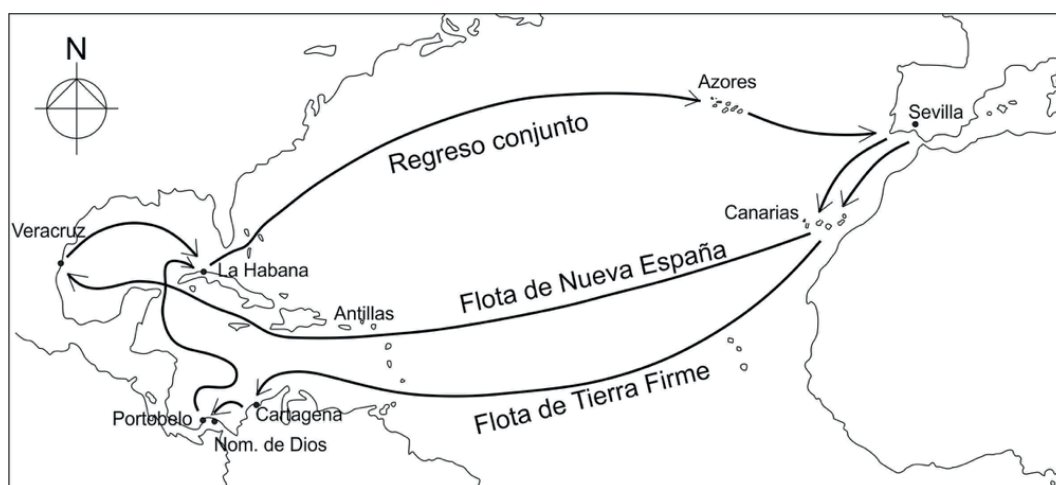 N
Azores
Sevilla
Regreso conjunto
Canarias
Veracruz
La Habana
Flota de Nueva España
Antillas
Flota de Tierra Firme
Portobelo
Cartagena
Nom. de Dios